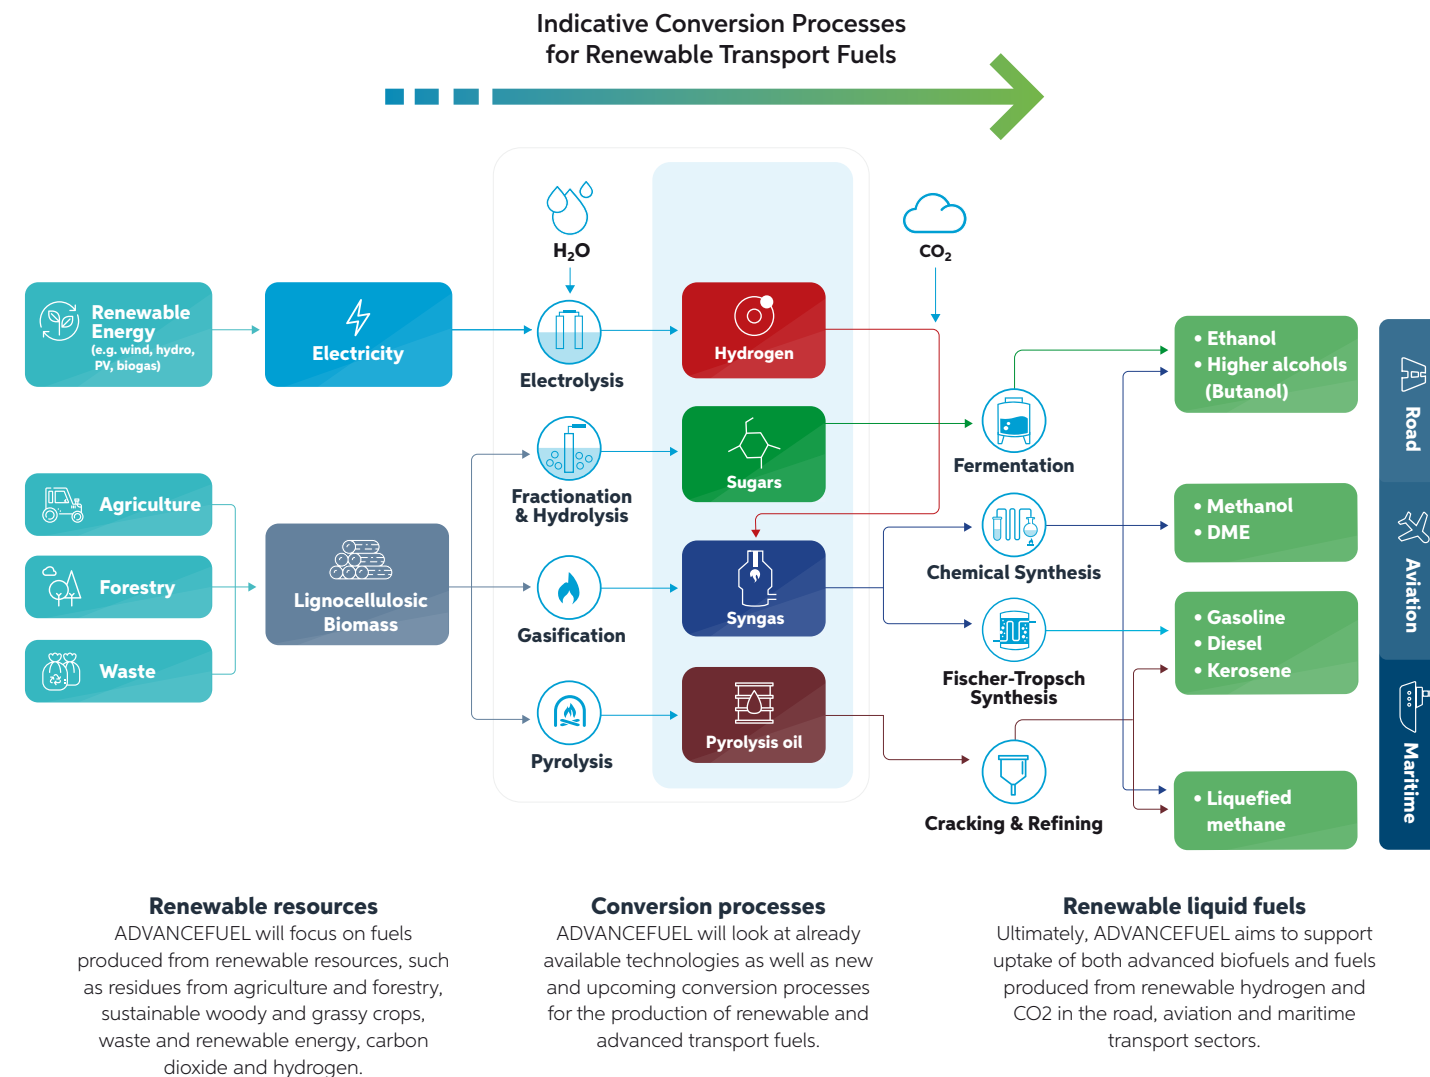 Indicative Conversion Processes
for Renewable Transport Fuels
H₂O
CO₂
Renewable
Energy
(e.g. wind, hydro,
PV, biogas)
Electricity
Electrolysis
Hydrogen
• Ethanol
• Higher alcohols
(Butanol)
Agriculture
Forestry
Waste
Lignocellulosic
Biomass
Fractionation
& Hydrolysis
Sugars
Fermentation
Gasification
Syngas
Chemical Synthesis
• Methanol
• DME
Fischer-Tropsch
Synthesis
• Gasoline
• Diesel
• Kerosene
Pyrolysis
Pyrolysis oil
Cracking & Refining
• Liquefied
methane
Road
Aviation
Maritime
Renewable resources
ADVANCEFUEL will focus on fuels
produced from renewable resources, such
as residues from agriculture and forestry,
sustainable woody and grassy crops,
waste and renewable energy, carbon
dioxide and hydrogen.
Conversion processes
ADVANCEFUEL will look at already
available technologies as well as new
and upcoming conversion processes
for the production of renewable and
advanced transport fuels.
Renewable liquid fuels
Ultimately, ADVANCEFUEL aims to support
uptake of both advanced biofuels and fuels
produced from renewable hydrogen and
CO2 in the road, aviation and maritime
transport sectors.